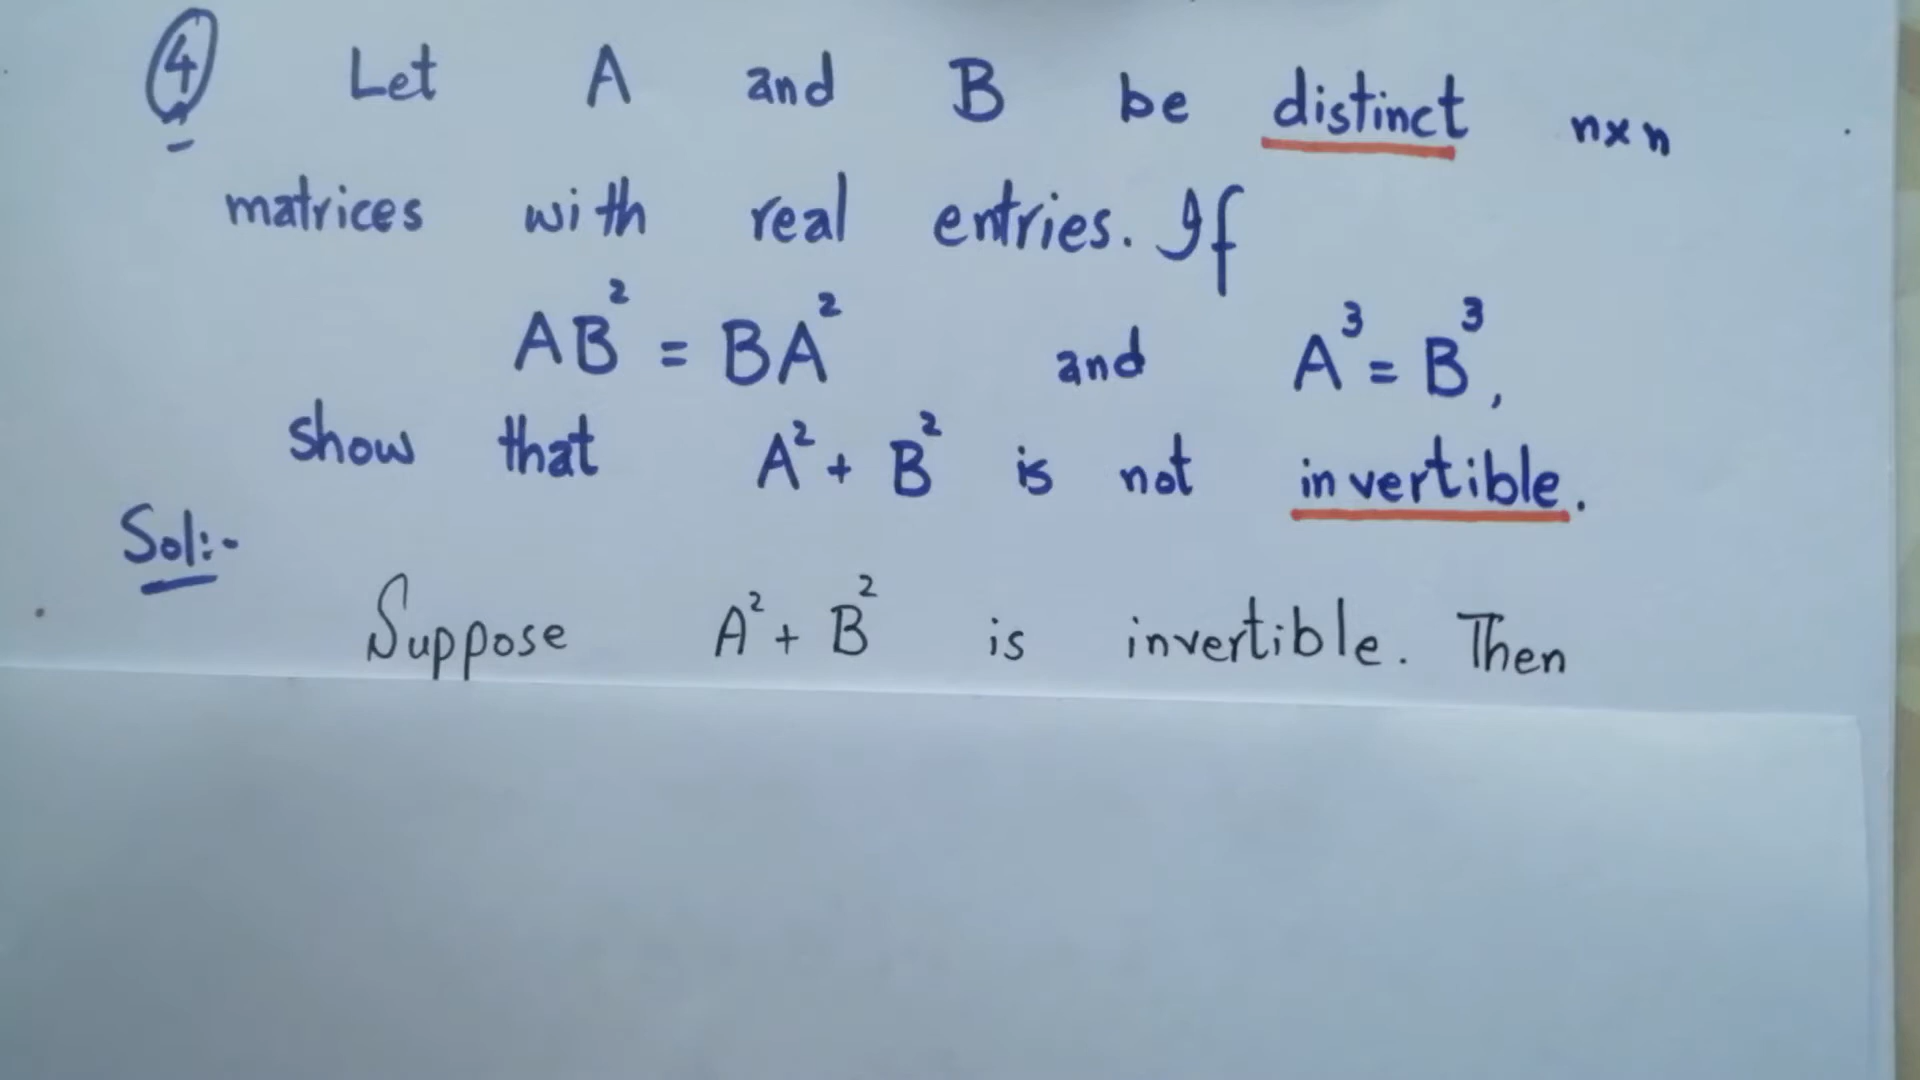 ④ Let A and B be distinct n×n
matrices with real entries. If
AB² = BA² and A³ = B³,
show that A² + B² is not invertible.
Sol:-
Suppose A² + B² is invertible. Then